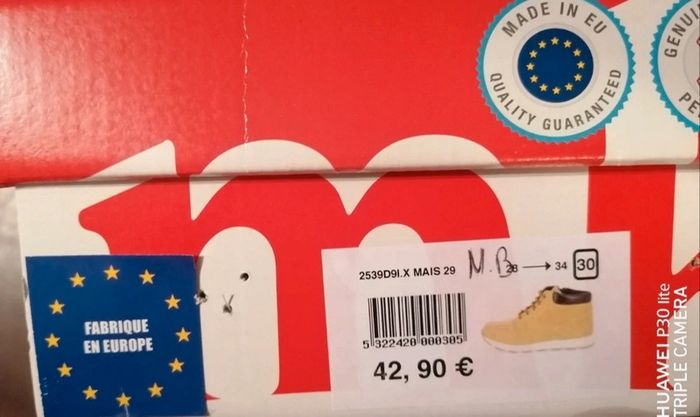 MADE IN EU
QUALITY GUARANTEED
m
FABRIQUE
EN EUROPE
2539D9I.X MAIS 29
M.B
28 → 34 30
5 322420 000305
42,90 €
HUAWEI P30 lite
TRIPLE CAMERA